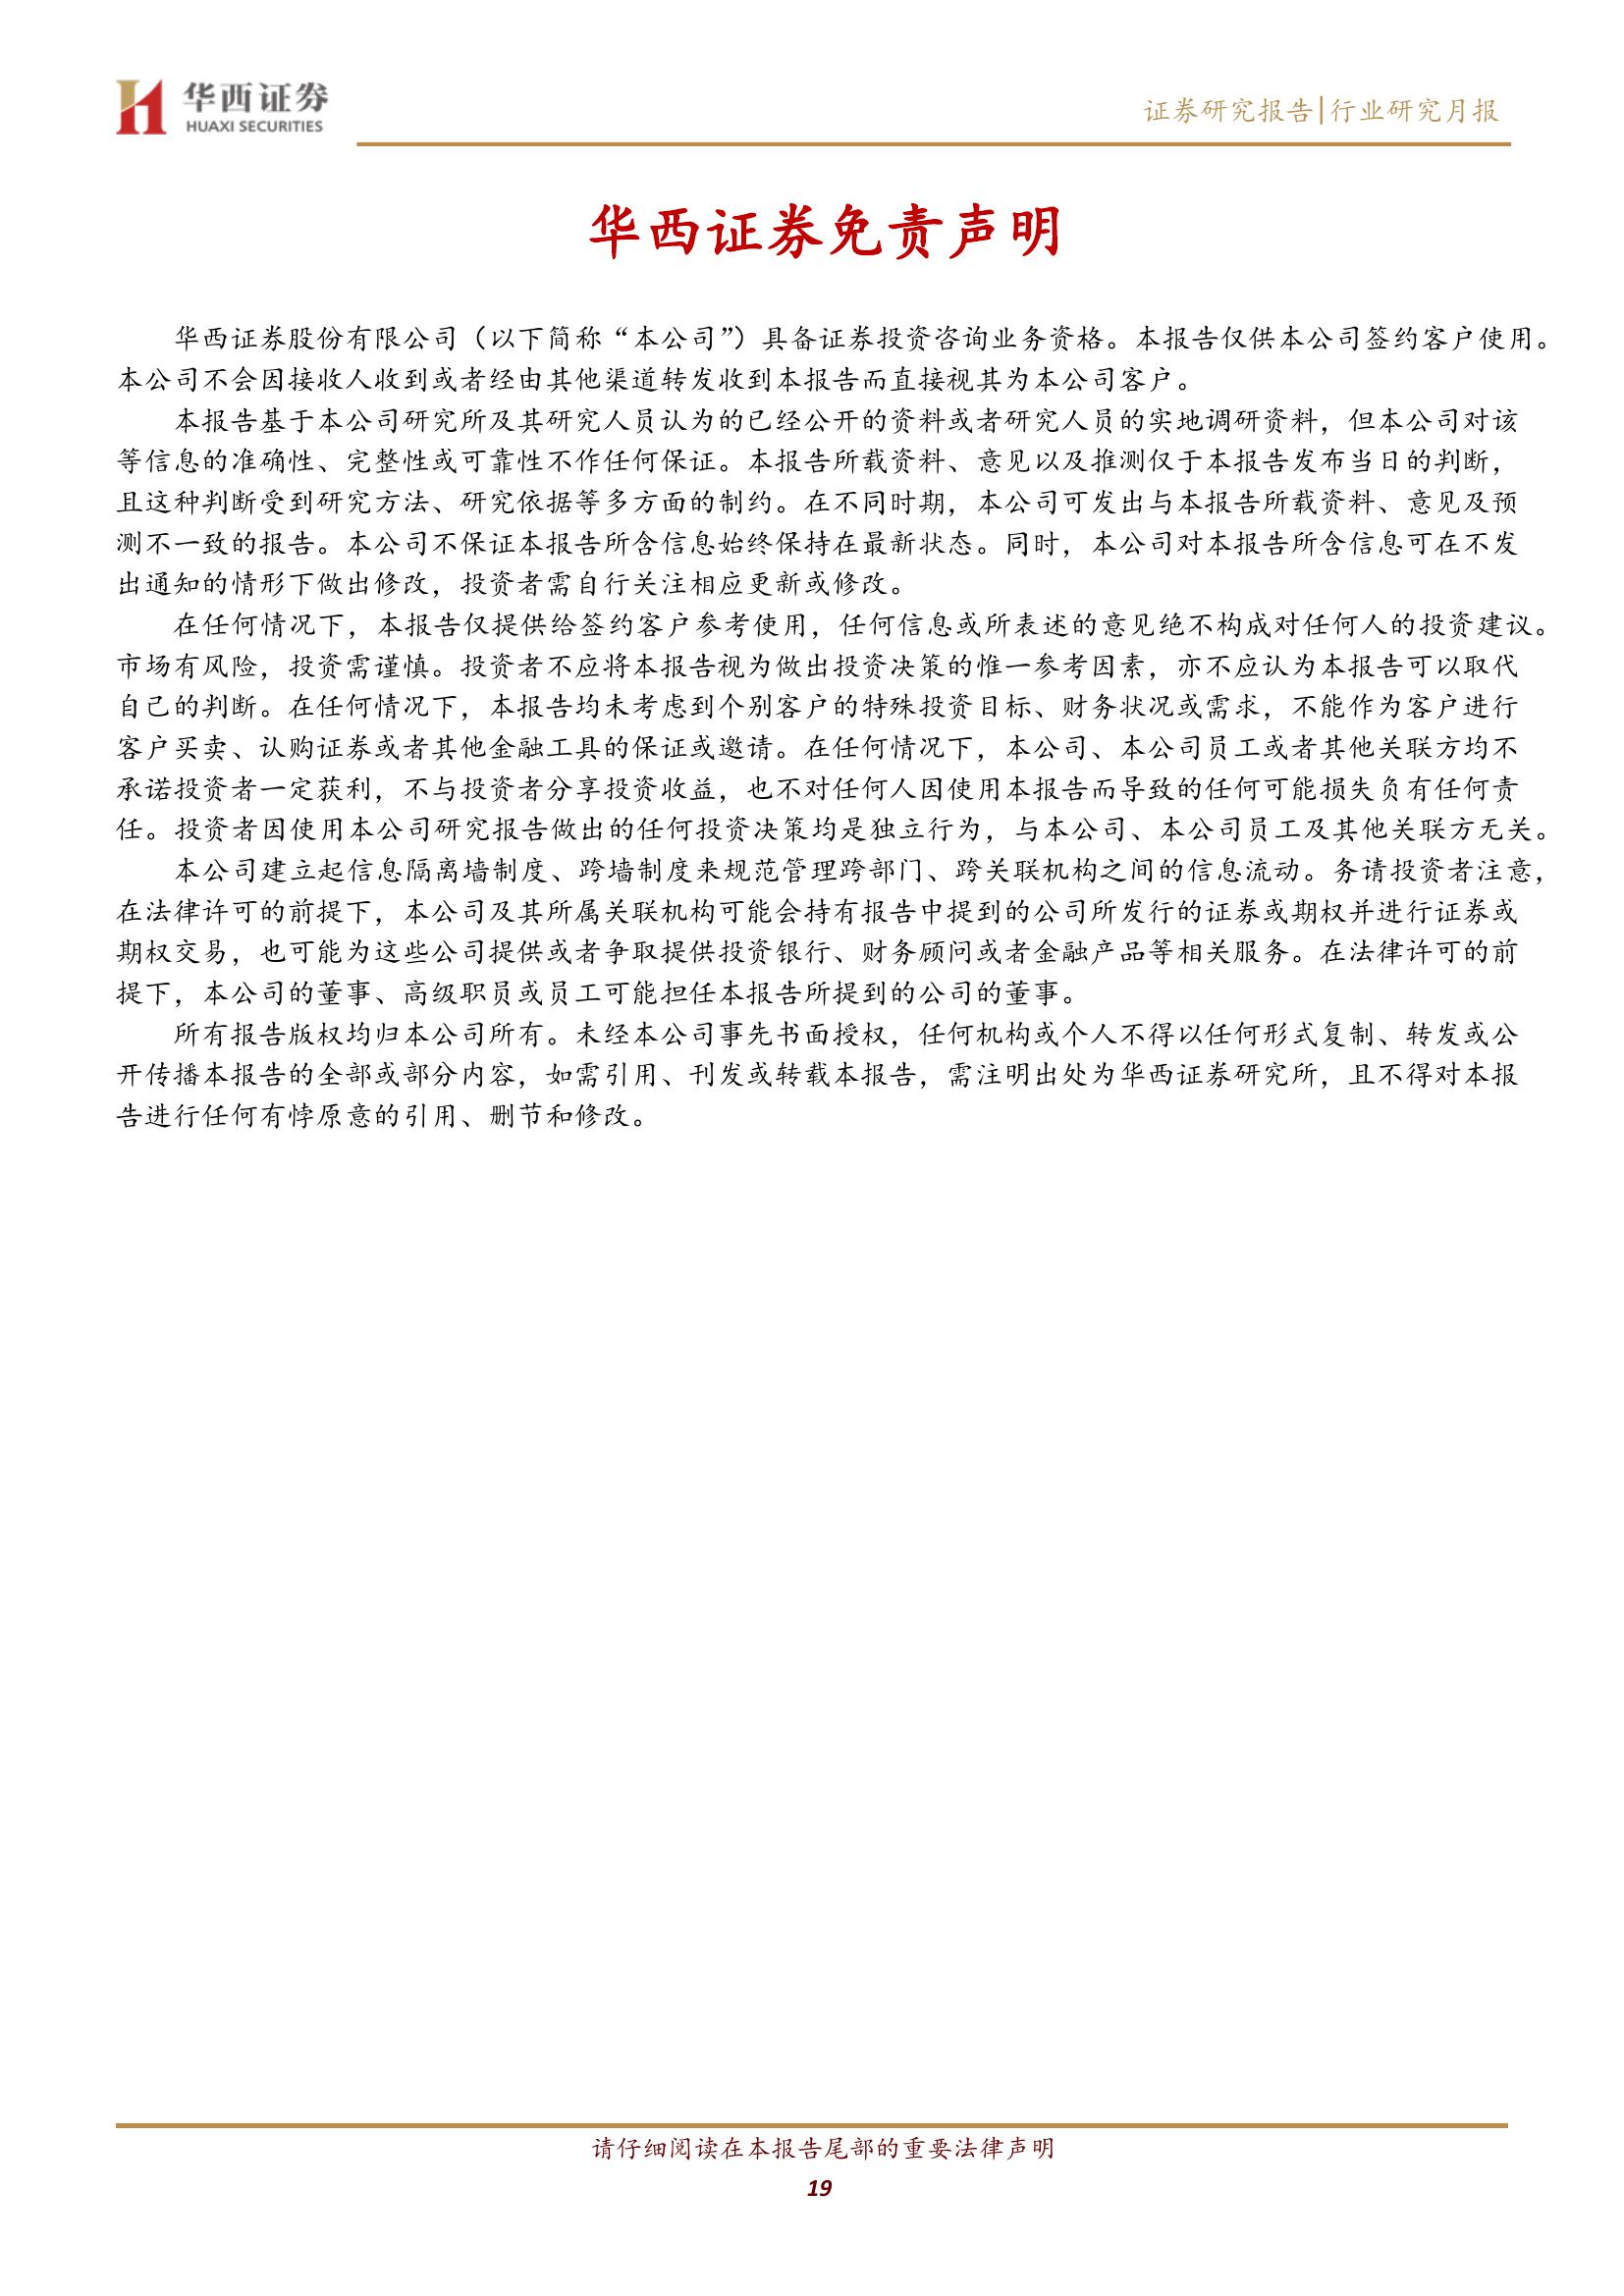 华西证券
HUAXI SECURITIES
证券研究报告|行业研究月报
华西证券免责声明
华西证券股份有限公司（以下简称“本公司”）具备证券投资咨询业务资格。本报告仅供本公司签约客户使用。
本公司不会因接收人收到或者经由其他渠道转发收到本报告而直接视其为本公司客户。
本报告基于本公司研究所及其研究人员认为的已经公开的资料或者研究人员的实地调研资料，但本公司对该
等信息的准确性、完整性或可靠性不作任何保证。本报告所载资料、意见以及推测仅于本报告发布当日的判断，
且这种判断受到研究方法、研究依据等多方面的制约。在不同时期，本公司可发出与本报告所载资料、意见及预
测不一致的报告。本公司不保证本报告所含信息始终保持在最新状态。同时，本公司对本报告所含信息可在不发
出通知的情形下做出修改，投资者需自行关注相应更新或修改。
在任何情况下，本报告仅提供给签约客户参考使用，任何信息或所表述的意见绝不构成对任何人的投资建议。
市场有风险，投资需谨慎。投资者不应将本报告视为做出投资决策的惟一参考因素，亦不应认为本报告可以取代
自己的判断。在任何情况下，本报告均未考虑到个别客户的特殊投资目标、财务状况或需求，不能作为客户进行
客户买卖、认购证券或者其他金融工具的保证或邀请。在任何情况下，本公司、本公司员工或者其他关联方均不
承诺投资者一定获利，不与投资者分享投资收益，也不对任何人因使用本报告而导致的任何可能损失负有任何责
任。投资者因使用本公司研究报告做出的任何投资决策均是独立行为，与本公司、本公司员工及其他关联方无关。
本公司建立起信息隔离墙制度、跨墙制度来规范管理跨部门、跨关联机构之间的信息流动。务请投资者注意，
在法律许可的前提下，本公司及其所属关联机构可能会持有报告中提到的公司所发行的证券或期权并进行证券或
期权交易，也可能为这些公司提供或者争取提供投资银行、财务顾问或者金融产品等相关服务。在法律许可的前
提下，本公司的董事、高级职员或员工可能担任本报告所提到的公司的董事。
所有报告版权均归本公司所有。未经本公司事先书面授权，任何机构或个人不得以任何形式复制、转发或公
开传播本报告的全部或部分内容，如需引用、刊发或转载本报告，需注明出处为华西证券研究所，且不得对本报
告进行任何有悖原意的引用、删节和修改。
请仔细阅读在本报告尾部的重要法律声明
19